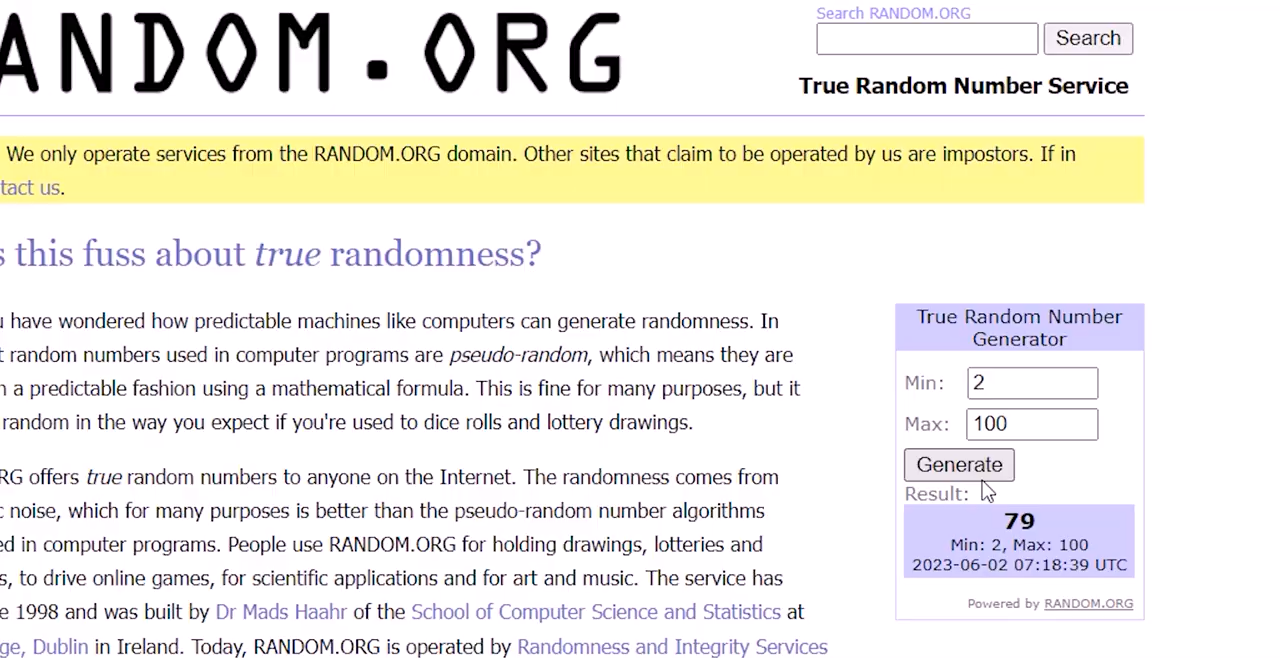 Search RANDOM.ORG
ANDOM.ORG
Search
True Random Number Service
We only operate services from the RANDOM.ORG domain. Other sites that claim to be operated by us are impostors. If in
tact us.
s this fuss about true randomness?
u have wondered how predictable machines like computers can generate randomness. In
t random numbers used in computer programs are pseudo-random, which means they are
n a predictable fashion using a mathematical formula. This is fine for many purposes, but it
random in the way you expect if you're used to dice rolls and lottery drawings.
RG offers true random numbers to anyone on the Internet. The randomness comes from
c noise, which for many purposes is better than the pseudo-random number algorithms
ed in computer programs. People use RANDOM.ORG for holding drawings, lotteries and
s, to drive online games, for scientific applications and for art and music. The service has
e 1998 and was built by Dr Mads Haahr of the School of Computer Science and Statistics at
ge, Dublin in Ireland. Today, RANDOM.ORG is operated by Randomness and Integrity Services
True Random Number
Generator
Min: 2
Max: 100
Generate
Result:
79
Min: 2, Max: 100
2023-06-02 07:18:39 UTC
Powered by RANDOM.ORG